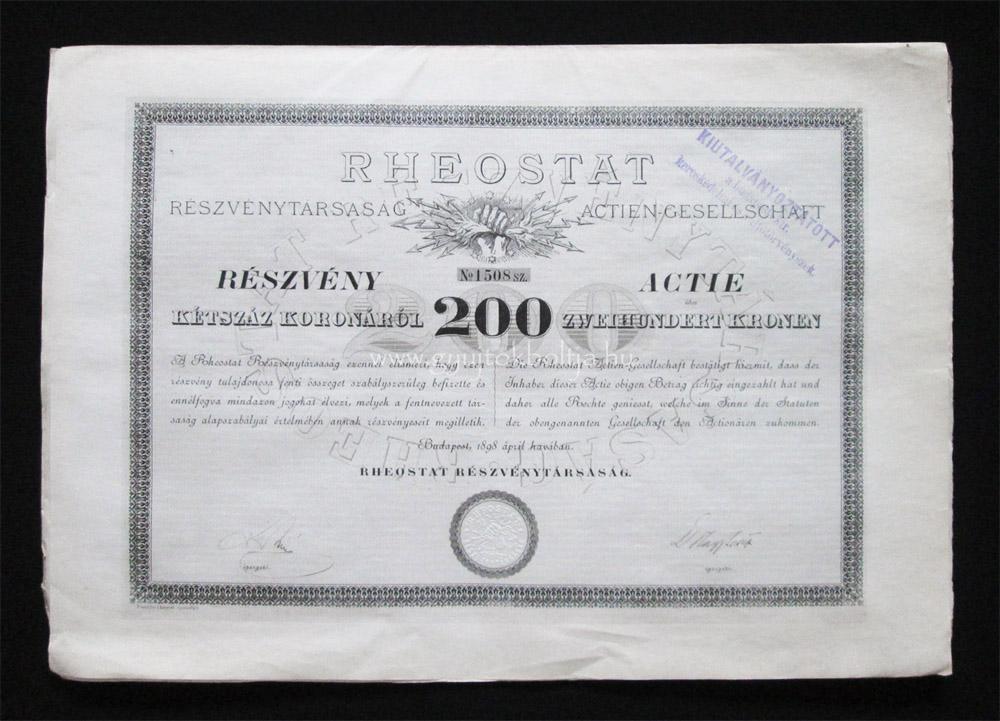 RHEOSTAT
RÉSZVÉNYTÁRSASÁG
ACTIEN-GESELLSCHAFT
KIUTALVÁNYOZTATOTT
№ 1508 sz.
RÉSZVÉNY
KÉTSZÁZ KORONÁRÓL
200
ACTIE
über
ZWEIHUNDERT KRONEN
www.gyujtokboltja.hu
A Rheostat Részvénytársaság ezennel elismeri, hogy ezen
részvény tulajdonosa fenti összeget szabályszerüleg befizette és
ennélfogva mindazon jogokat élvezi, melyek a fentnevezett tár-
saság alapszabályai értelmében annak részvényeseit megilletik.
Die Rheostat Actien-Gesellschaft bestätigt hiermit, dass der
Inhaber dieser Actie obigen Betrag richtig eingezahlt hat und
daher alle Rechte geniesst, welche im Sinne der Statuten
der obengenannten Gesellschaft den Actionären zukommen.
Budapest, 1898 április havában.
RHEOSTAT RÉSZVÉNYTÁRSASÁG.
igazgató
igazgató